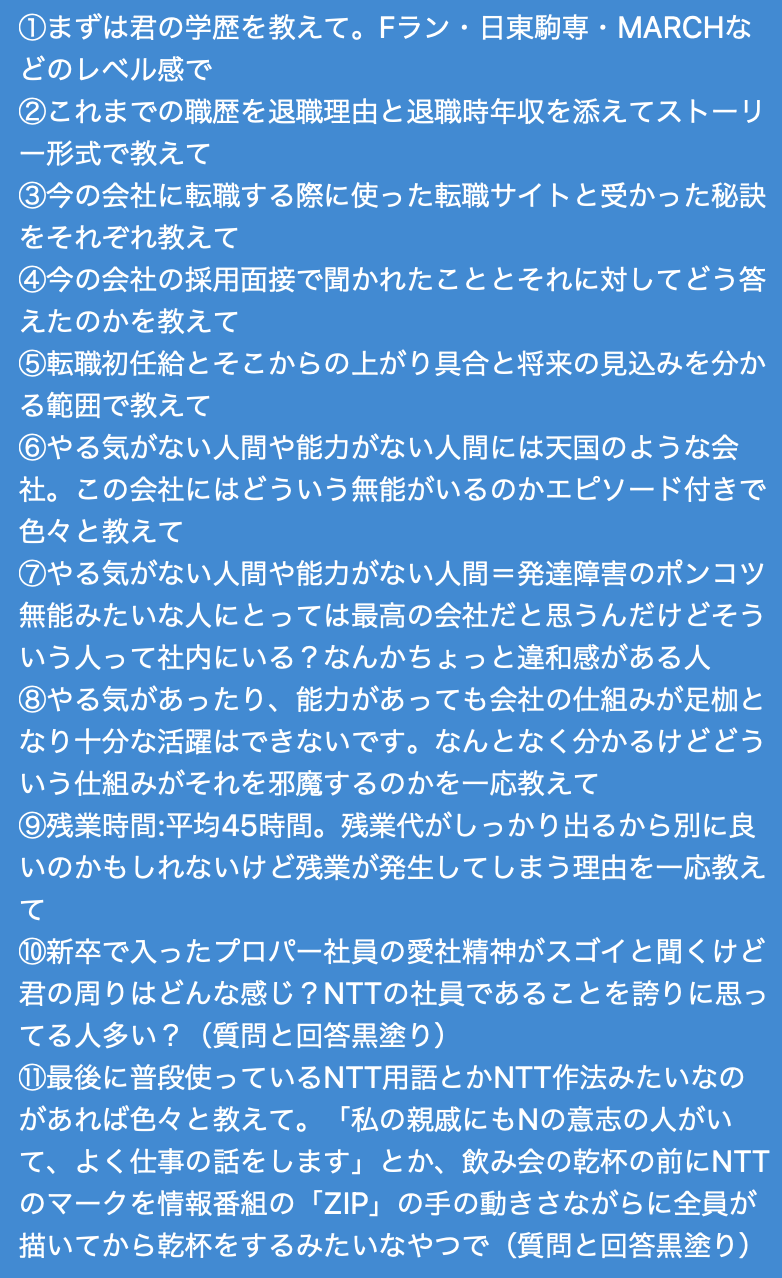 ①まずは君の学歴を教えて。Fラン・日東駒専・MARCHな
どのレベル感で
②これまでの職歴を退職理由と退職時年収を添えてストーリ
ー形式で教えて
③今の会社に転職する際に使った転職サイトと受かった秘訣
をそれぞれ教えて
④今の会社の採用面接で聞かれたこととそれに対してどう答
えたのかを教えて
⑤転職初任給とそこからの上がり具合と将来の見込みを分か
る範囲で教えて
⑥やる気がない人間や能力がない人間には天国のような会
社。この会社にはどういう無能がいるのかエピソード付きで
色々と教えて
⑦やる気がない人間や能力がない人間＝発達障害のポンコツ
無能みたいな人にとっては最高の会社だと思うんだけどそう
いう人って社内にいる？なんかちょっと違和感がある人
⑧やる気があったり、能力があっても会社の仕組みが足枷と
なり十分な活躍はできないです。なんとなく分かるけどどう
いう仕組みがそれを邪魔するのかを一応教えて
⑨残業時間:平均45時間。残業代がしっかり出るから別に良
いのかもしれないけど残業が発生してしまう理由を一応教え
て
⑩新卒で入ったプロパー社員の愛社精神がスゴイと聞くけど
君の周りはどんな感じ？NTTの社員であることを誇りに思っ
てる人多い？（質問と回答黒塗り）
⑪最後に普段使っているNTT用語とかNTT作法みたいなの
があれば色々と教えて。「私の親戚にもNの意志の人がい
て、よく仕事の話をします」とか、飲み会の乾杯の前にNTT
のマークを情報番組の「ZIP」の手の動きさながらに全員が
描いてから乾杯をするみたいなやつで（質問と回答黒塗り）